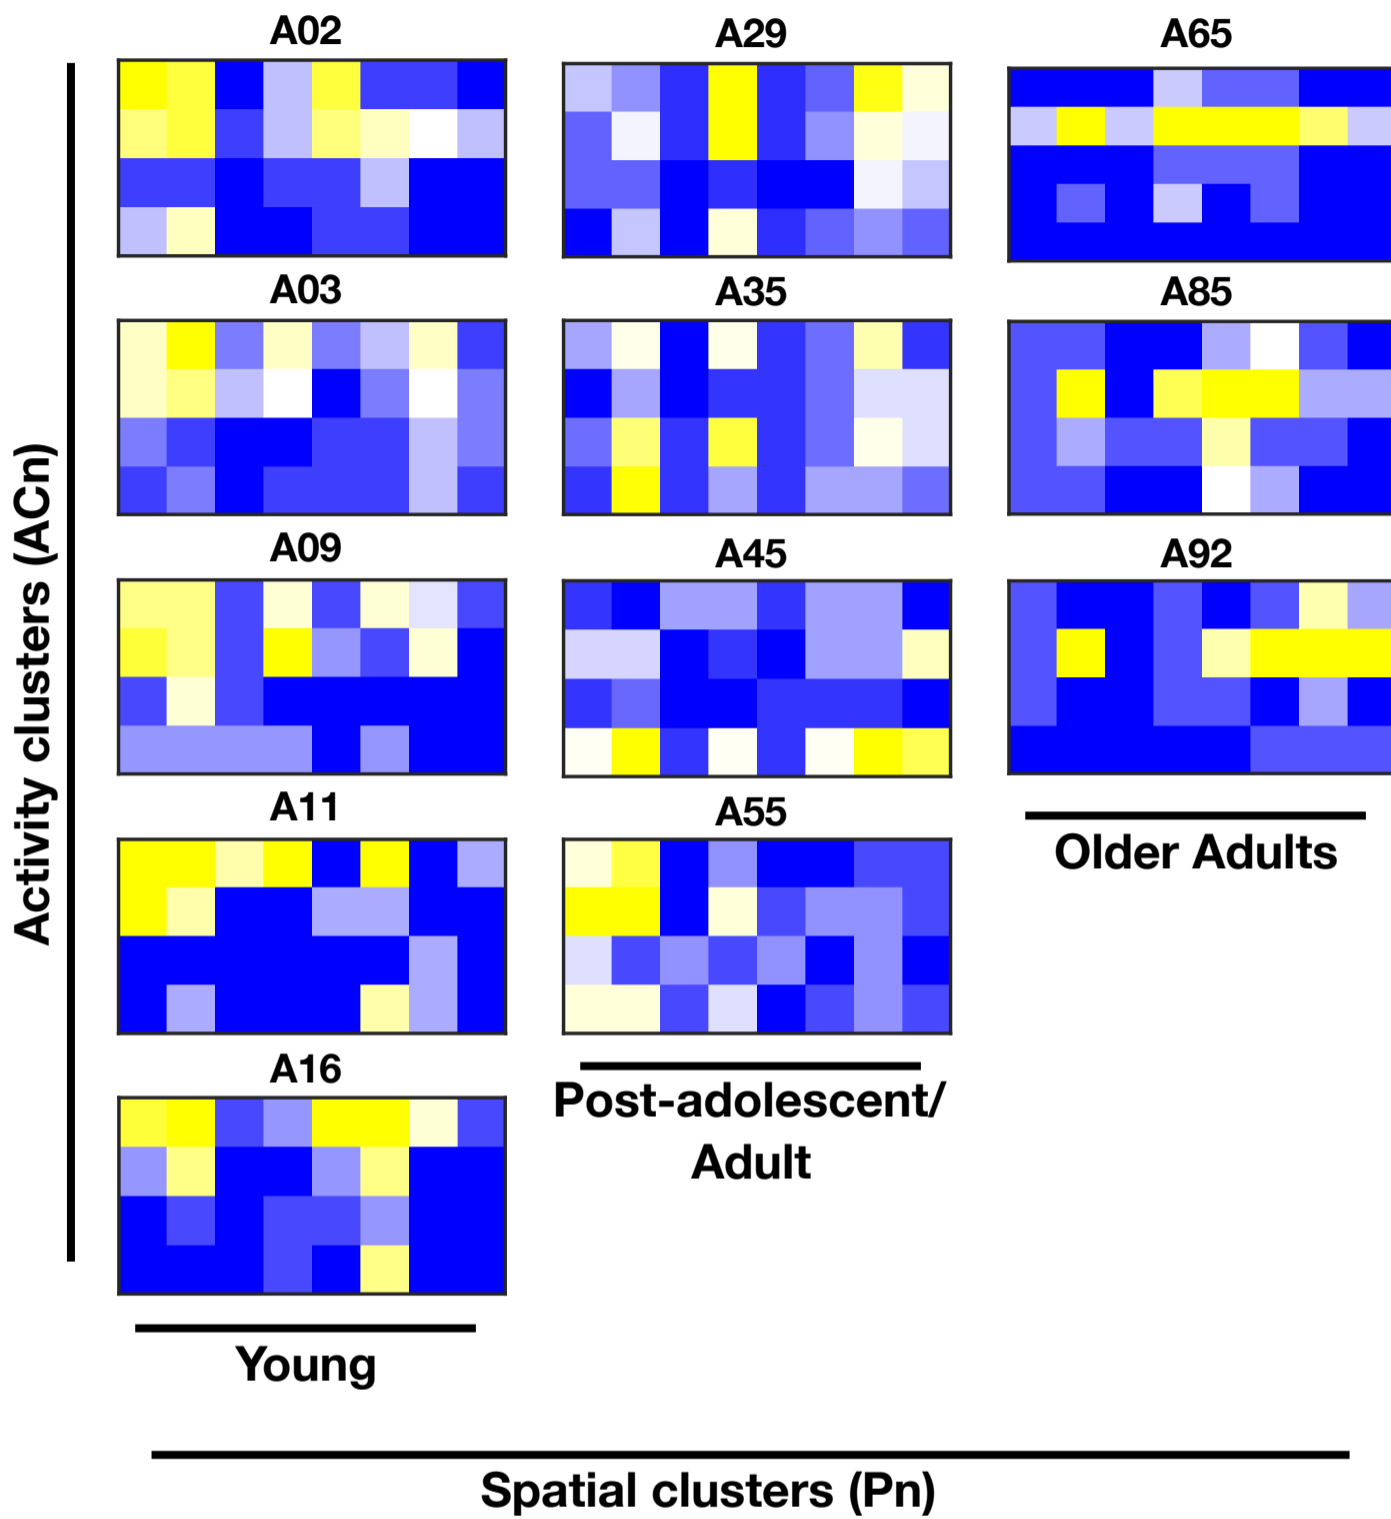 A02
A29
A65
A03
A35
A85
A09
A45
A92
A11
A55
A16
Activity clusters (ACn)
Older Adults
Post-adolescent/
Adult
Young
Spatial clusters (Pn)